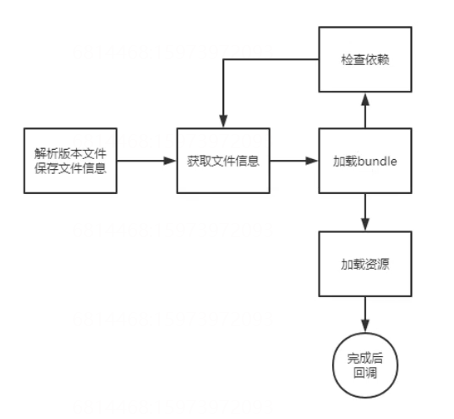 检查依赖
解析版本文件
保存文件信息
获取文件信息
加载bundle
加载资源
完成后
回调